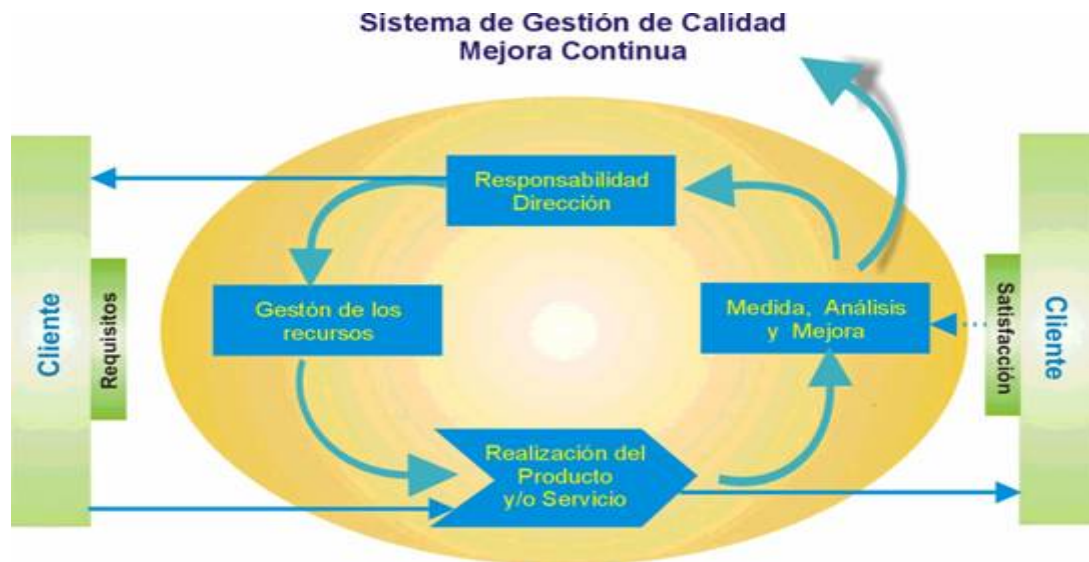 Sistema de Gestión de Calidad
Mejora Continua
Responsabilidad
Dirección
Cliente
Requisitos
Gestón de los
recursos
Medida, Análisis
y Mejora
Satisfacción
Cliente
Realización del
Producto
y/o Servicio